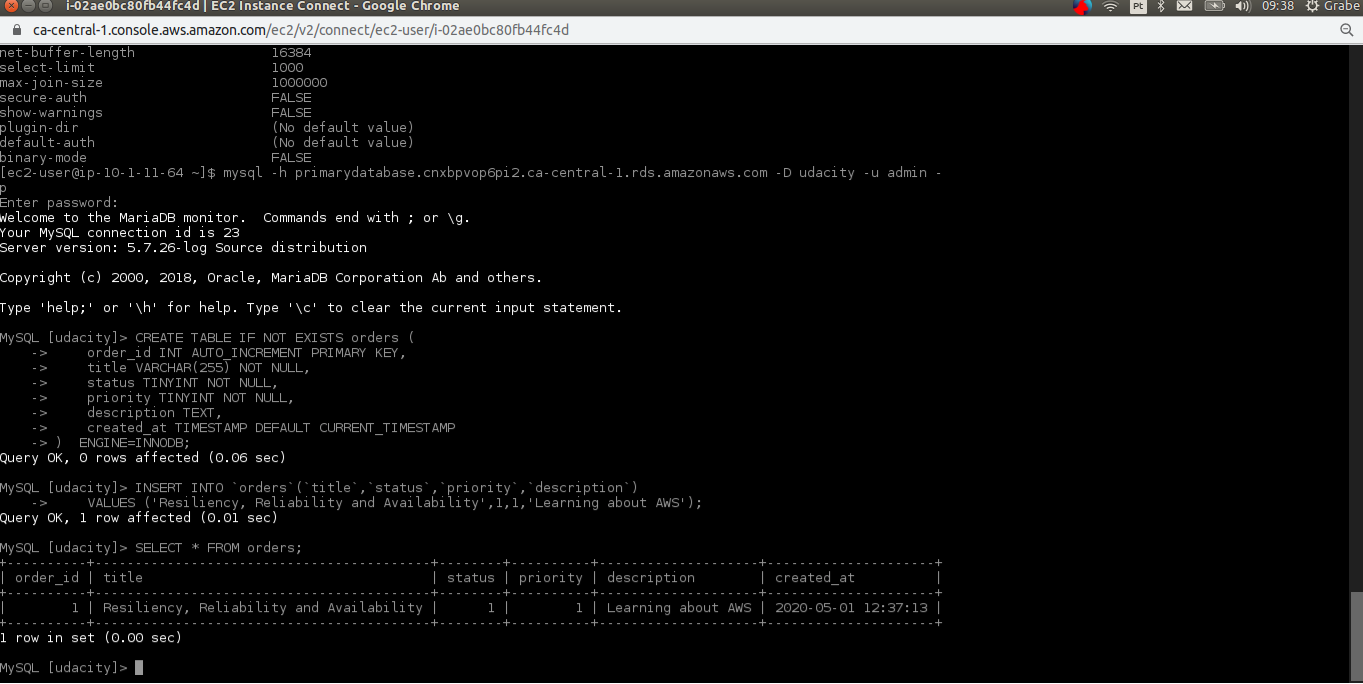 i-02ae0bc80fb44fc4d | EC2 Instance Connect - Google Chrome
Pt 09:38 Grabe
ca-central-1.console.aws.amazon.com/ec2/v2/connect/ec2-user/i-02ae0bc80fb44fc4d
net-buffer-length                 16384
select-limit                      1000
max-join-size                     1000000
secure-auth                       FALSE
show-warnings                     FALSE
plugin-dir                        (No default value)
default-auth                      (No default value)
binary-mode                       FALSE
[ec2-user@ip-10-1-11-64 ~]$ mysql -h primarydatabase.cnxbpvop6pi2.ca-central-1.rds.amazonaws.com -D udacity -u admin -
p
Enter password:
Welcome to the MariaDB monitor.  Commands end with ; or \g.
Your MySQL connection id is 23
Server version: 5.7.26-log Source distribution
Copyright (c) 2000, 2018, Oracle, MariaDB Corporation Ab and others.
Type 'help;' or '\h' for help. Type '\c' to clear the current input statement.
MySQL [udacity]> CREATE TABLE IF NOT EXISTS orders (
    ->     order_id INT AUTO_INCREMENT PRIMARY KEY,
    ->     title VARCHAR(255) NOT NULL,
    ->     status TINYINT NOT NULL,
    ->     priority TINYINT NOT NULL,
    ->     description TEXT,
    ->     created_at TIMESTAMP DEFAULT CURRENT_TIMESTAMP
    -> )  ENGINE=INNODB;
Query OK, 0 rows affected (0.06 sec)
MySQL [udacity]> INSERT INTO `orders`(`title`,`status`,`priority`,`description`)
    ->     VALUES ('Resiliency, Reliability and Availability',1,1,'Learning about AWS');
Query OK, 1 row affected (0.01 sec)
MySQL [udacity]> SELECT * FROM orders;
+----------+------------------------------------------+--------+----------+--------------------+---------------------+
| order_id | title                                    | status | priority | description        | created_at          |
+----------+------------------------------------------+--------+----------+--------------------+---------------------+
|        1 | Resiliency, Reliability and Availability |      1 |        1 | Learning about AWS | 2020-05-01 12:37:13 |
+----------+------------------------------------------+--------+----------+--------------------+---------------------+
1 row in set (0.00 sec)
MySQL [udacity]>